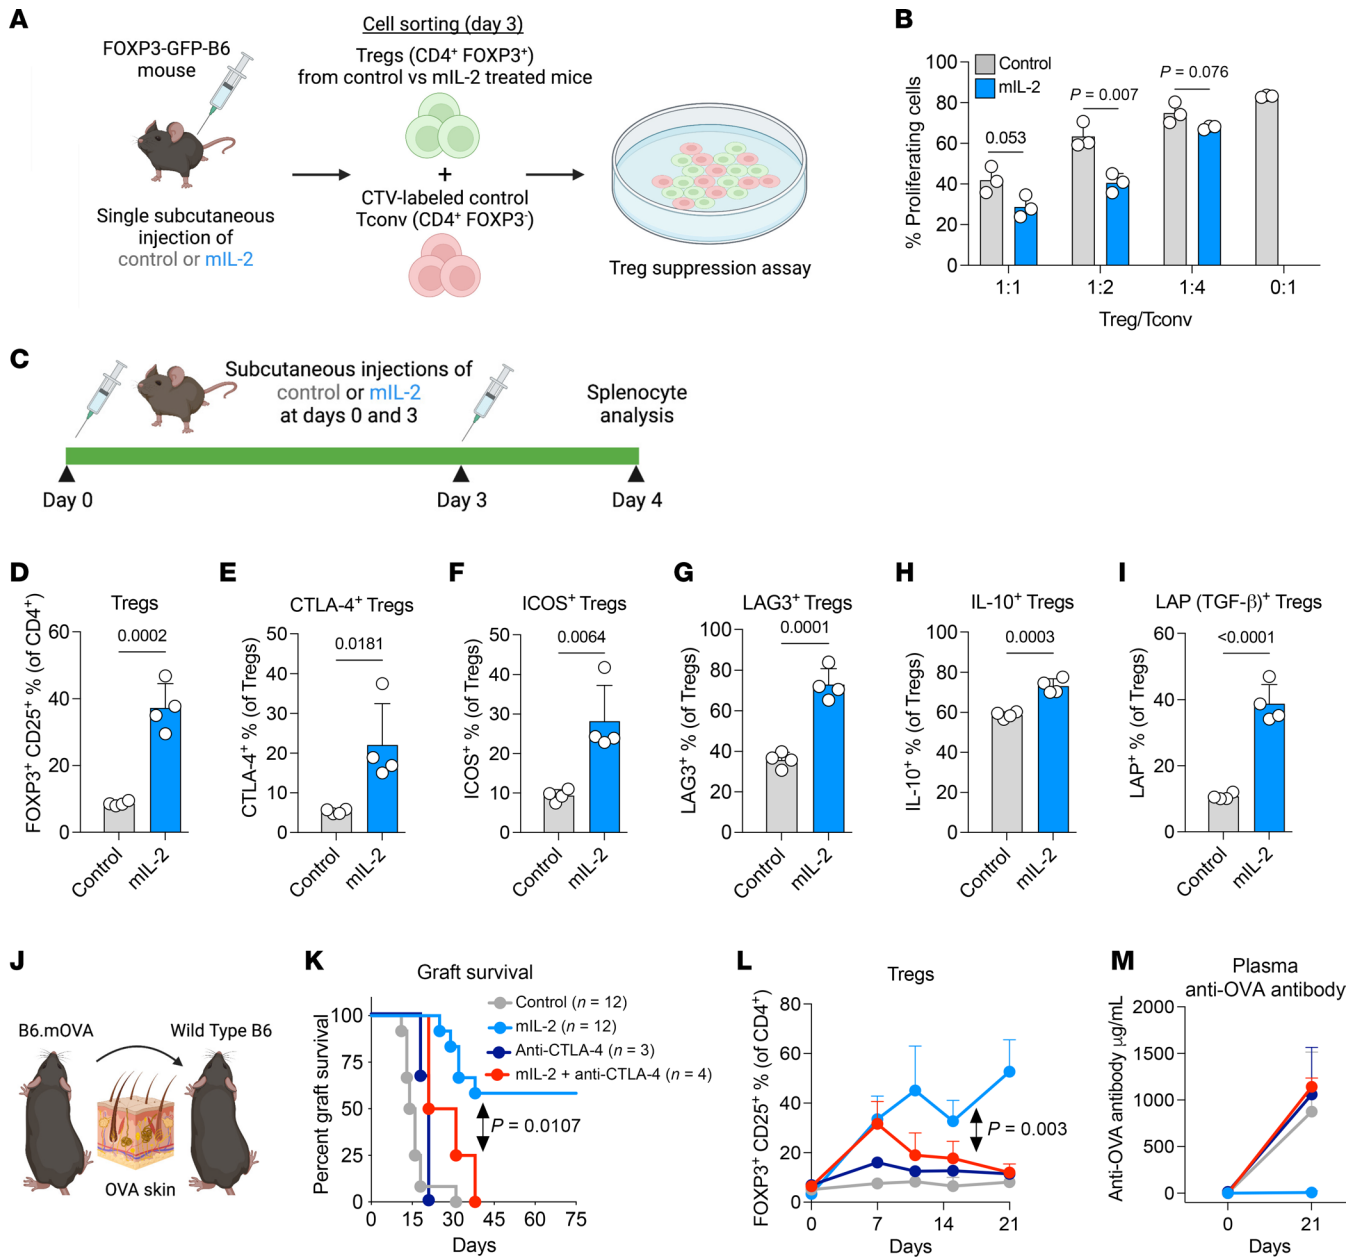 A
FOXP3-GFP-B6
mouse
Single subcutaneous
injection of
control or mIL-2
Cell sorting (day 3)
Tregs (CD4⁺ FOXP3⁺)
from control vs mIL-2 treated mice
+
CTV-labeled control
Tconv (CD4⁺ FOXP3⁻)
Treg suppression assay
B
% Proliferating cells
100
80
60
40
20
0
Control
mIL-2
0.053
P = 0.007
P = 0.076
1:1
1:2
1:4
0:1
Treg/Tconv
C
Subcutaneous injections of
control or mIL-2
at days 0 and 3
Splenocyte
analysis
Day 0
Day 3
Day 4
D
Tregs
FOXP3⁺ CD25⁺ % (of CD4⁺)
60
40
20
0
0.0002
Control
mIL-2
E
CTLA-4⁺ Tregs
CTLA-4⁺ % (of Tregs)
50
40
30
20
10
0
0.0181
Control
mIL-2
F
ICOS⁺ Tregs
ICOS⁺ % (of Tregs)
50
40
30
20
10
0
0.0064
Control
mIL-2
G
LAG3⁺ Tregs
LAG3⁺ % (of Tregs)
100
80
60
40
20
0
0.0001
Control
mIL-2
H
IL-10⁺ Tregs
IL-10⁺ % (of Tregs)
100
80
60
40
20
0
0.0003
Control
mIL-2
I
LAP (TGF-β)⁺ Tregs
LAP⁺ % (of Tregs)
60
40
20
0
<0.0001
Control
mIL-2
J
B6.mOVA
Wild Type B6
OVA skin
K
Graft survival
Percent graft survival
100
75
50
25
0
Control (n = 12)
mIL-2 (n = 12)
Anti-CTLA-4 (n = 3)
mIL-2 + anti-CTLA-4 (n = 4)
P = 0.0107
0
15
30
45
60
75
Days
L
Tregs
FOXP3⁺ CD25⁺ % (of CD4⁺)
80
60
40
20
0
P = 0.003
0
7
14
21
Days
M
Plasma
anti-OVA antibody
Anti-OVA antibody µg/mL
2000
1500
1000
500
0
0
21
Days